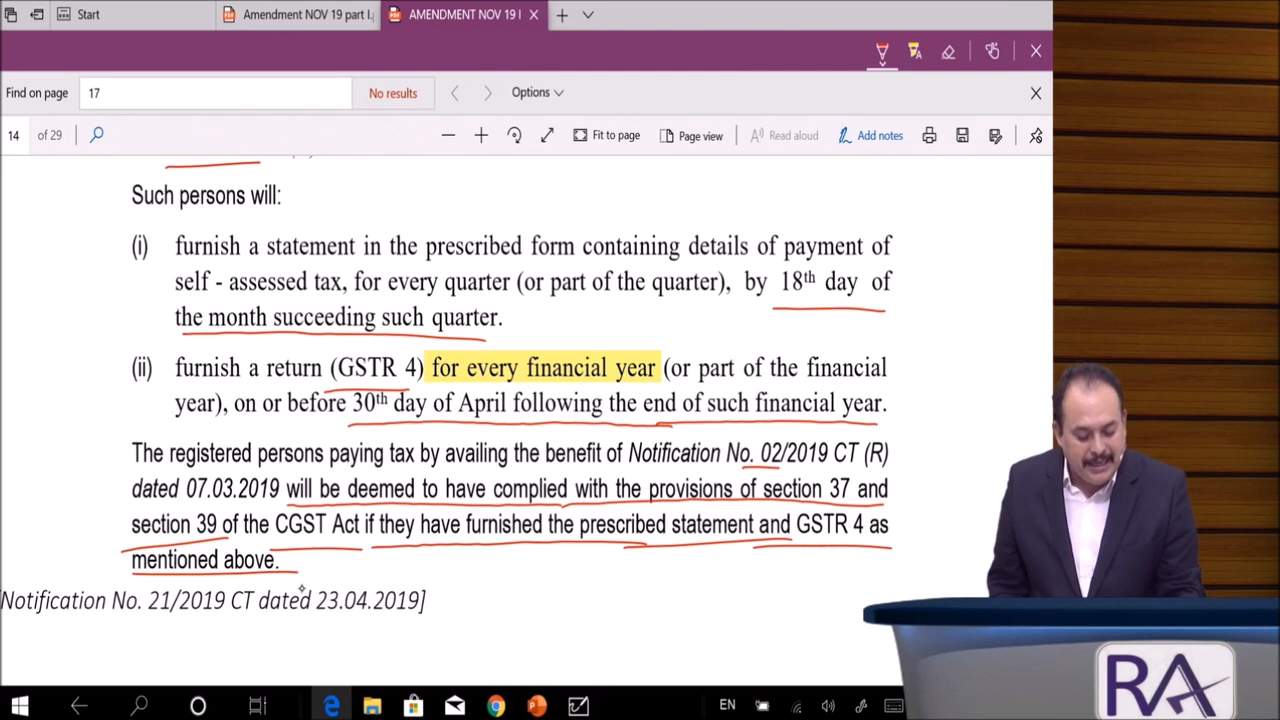 Start
Amendment NOV 19 part I.
AMENDMENT NOV 19 I
Find on page 17 No results Options
14 of 29 Fit to page Page view Read aloud Add notes
Such persons will:
(i) furnish a statement in the prescribed form containing details of payment of
self - assessed tax, for every quarter (or part of the quarter), by 18th day of
the month succeeding such quarter.
(ii) furnish a return (GSTR 4) for every financial year (or part of the financial
year), on or before 30th day of April following the end of such financial year.
The registered persons paying tax by availing the benefit of Notification No. 02/2019 CT (R)
dated 07.03.2019 will be deemed to have complied with the provisions of section 37 and
section 39 of the CGST Act if they have furnished the prescribed statement and GSTR 4 as
mentioned above.
Notification No. 21/2019 CT dated 23.04.2019]
EN
RA